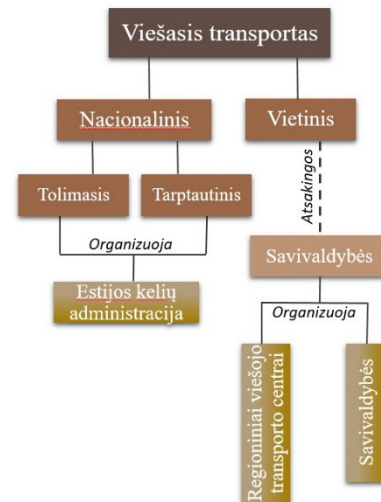 Viešasis transportas
Nacionalinis
Vietinis
Tolimasis
Tarptautinis
Atsakingos
Organizuoja
Savivaldybės
Estijos kelių
administracija
Organizuoja
Regioniniai viešojo
transporto centrai
Savivaldybės